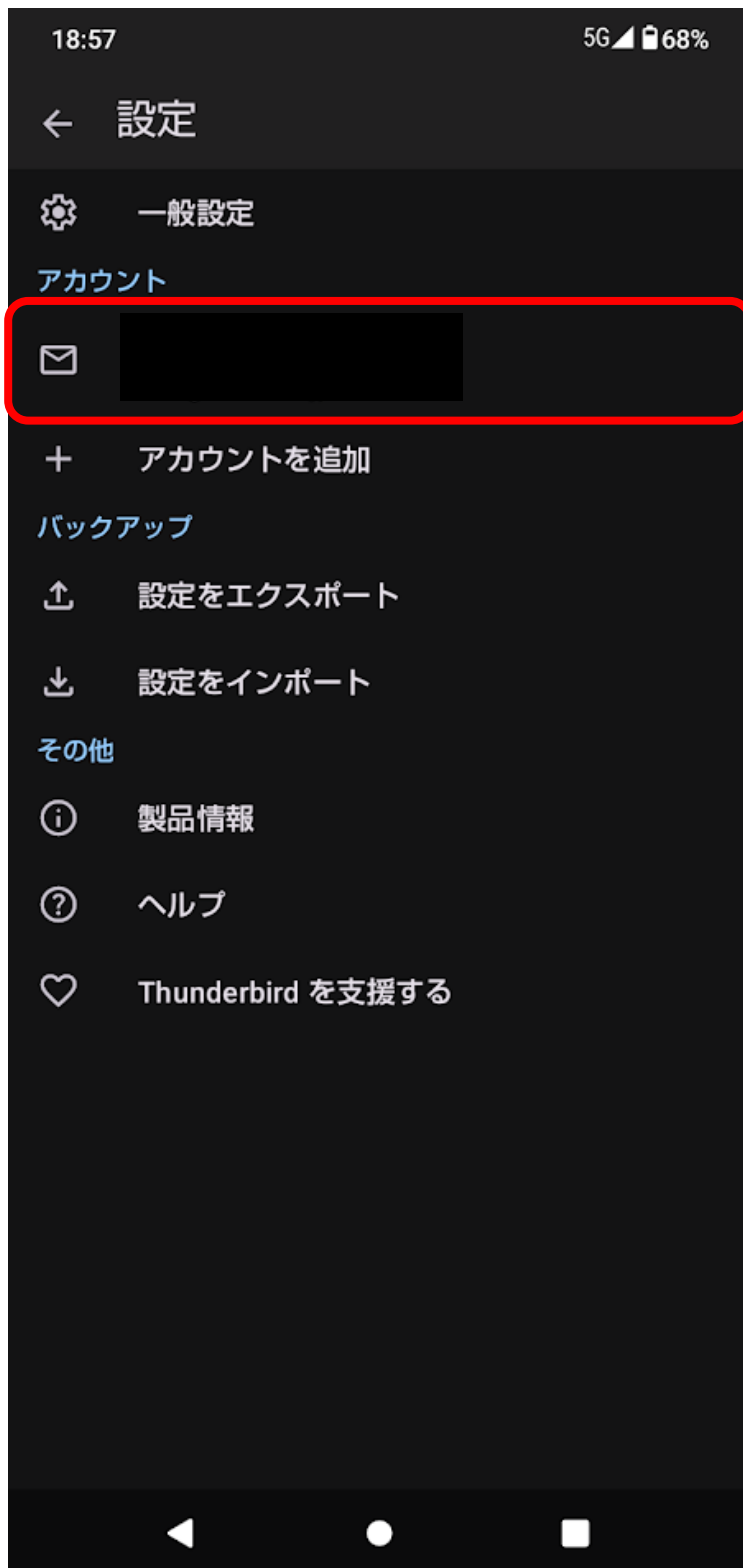 18:57 5G 68%
設定
一般設定
アカウント
アカウントを追加
バックアップ
設定をエクスポート
設定をインポート
その他
製品情報
ヘルプ
Thunderbird を支援する